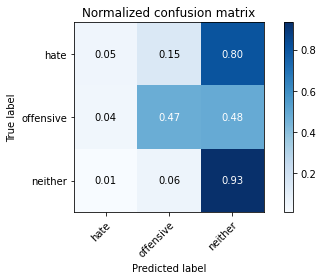 Normalized confusion matrix
True label
hate
0.05 0.15 0.80
offensive
0.04 0.47 0.48
neither
0.01 0.06 0.93
hate
offensive
neither
Predicted label
0.8
0.6
0.4
0.2